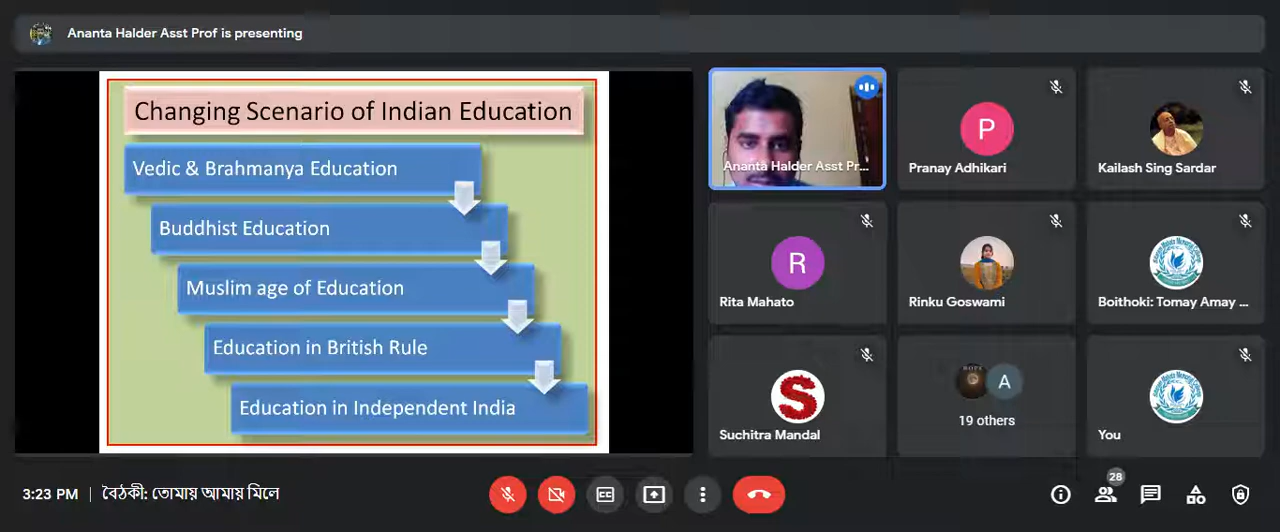 Ananta Halder Asst Prof is presenting
Changing Scenario of Indian Education
Vedic & Brahmanya Education
Buddhist Education
Muslim age of Education
Education in British Rule
Education in Independent India
Ananta Halder Asst Pr...
P
Pranay Adhikari
Kailash Sing Sardar
R
Rita Mahato
Rinku Goswami
Boithoki: Tomay Amay ...
S
Suchitra Mandal
A
19 others
You
3:23 PM | বৈঠকী: তোমায় আমায় মিলে
CC
28